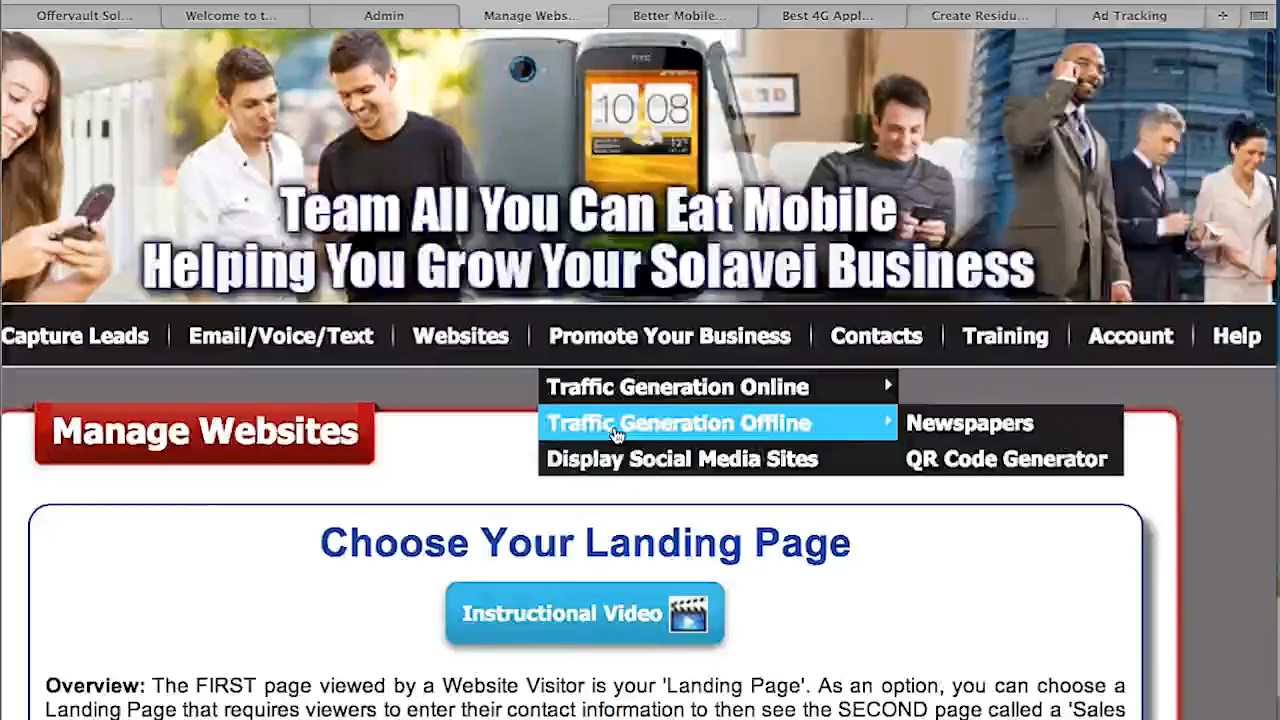 Offervault Sol... Welcome to t... Admin Manage Webs... Better Mobile... Best 4G Appl... Create Residu... Ad Tracking +
hTC
10 08
Team All You Can Eat Mobile
Helping You Grow Your Solavei Business
Capture Leads | Email/Voice/Text | Websites | Promote Your Business | Contacts | Training | Account | Help
Traffic Generation Online
Manage Websites
Traffic Generation Offline
Newspapers
Display Social Media Sites
QR Code Generator
Choose Your Landing Page
Instructional Video
Overview: The FIRST page viewed by a Website Visitor is your 'Landing Page'. As an option, you can choose a
Landing Page that requires viewers to enter their contact information to then see the SECOND page called a 'Sales